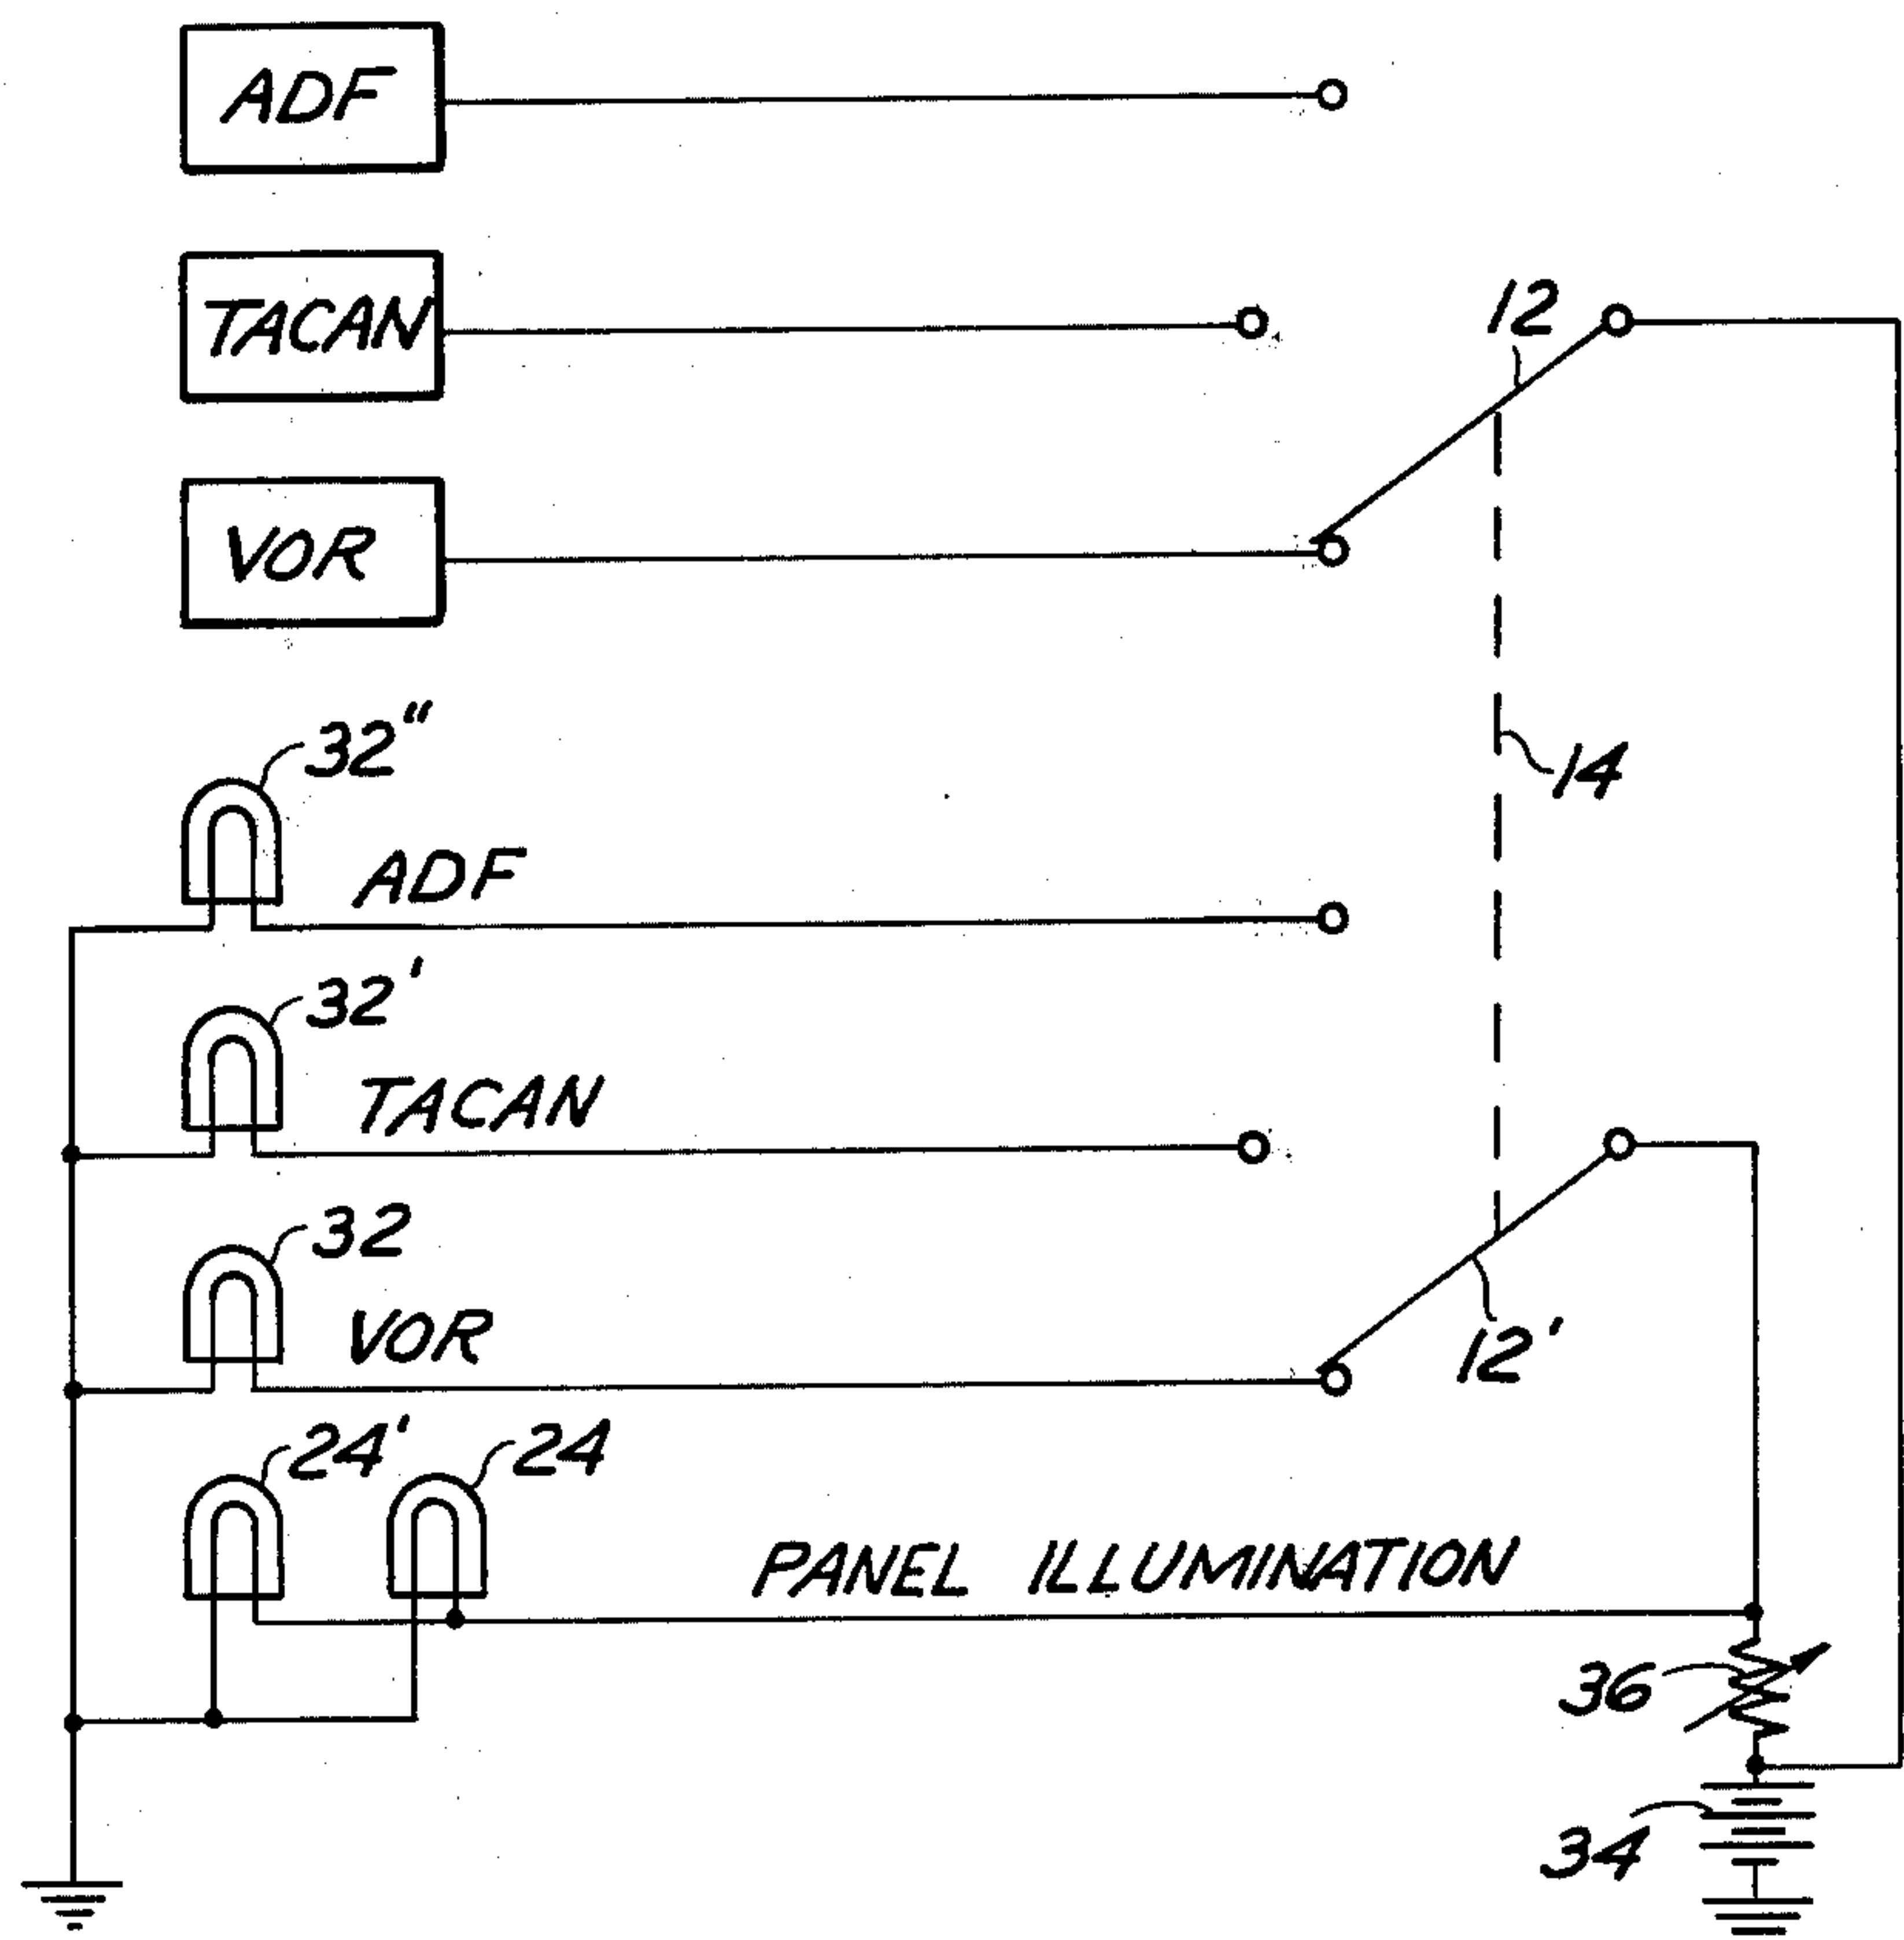 ADF
TACAN
12
VOR
32"
14
ADF
32'
TACAN
32
12'
VOR
24'
24
PANEL ILLUMINATION
36
34